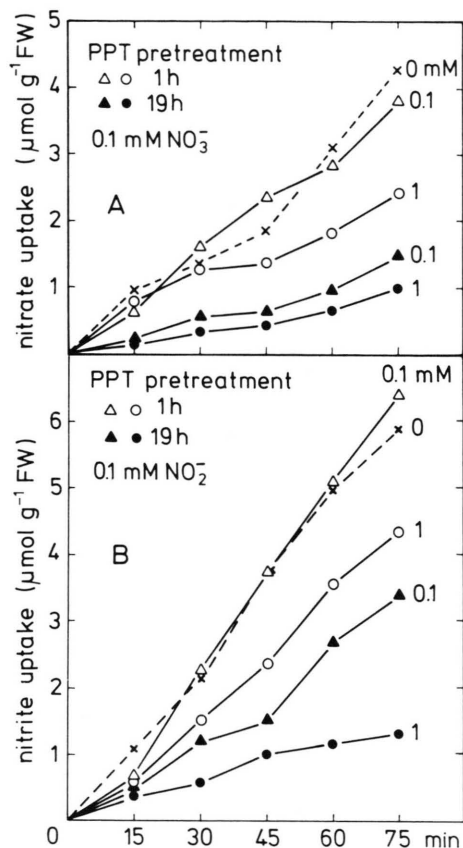 5
4
3
2
1
nitrate uptake (μmol g⁻¹ FW)
PPT pretreatment
△ ○ 1h
▲ ● 19h
0.1 mM NO₃⁻
A
0 mM
0.1
1
0.1
1
6
5
4
3
2
1
0
nitrite uptake (μmol g⁻¹ FW)
PPT pretreatment
△ ○ 1h
▲ ● 19h
0.1 mM NO₂⁻
B
0.1 mM
0
1
0.1
1
0 15 30 45 60 75 min